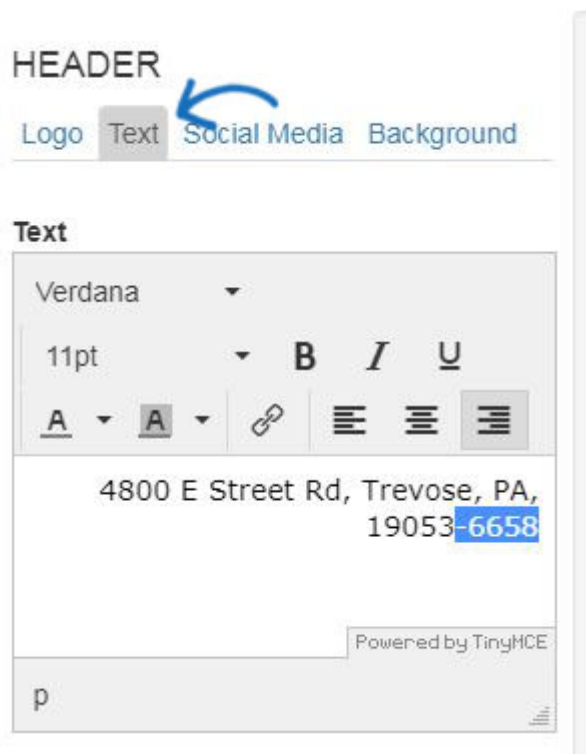 HEADER
Logo Text Social Media Background
Text
Verdana
11pt B I U
A A
4800 E Street Rd, Trevose, PA,
19053-6658
Powered by TinyMCE
p